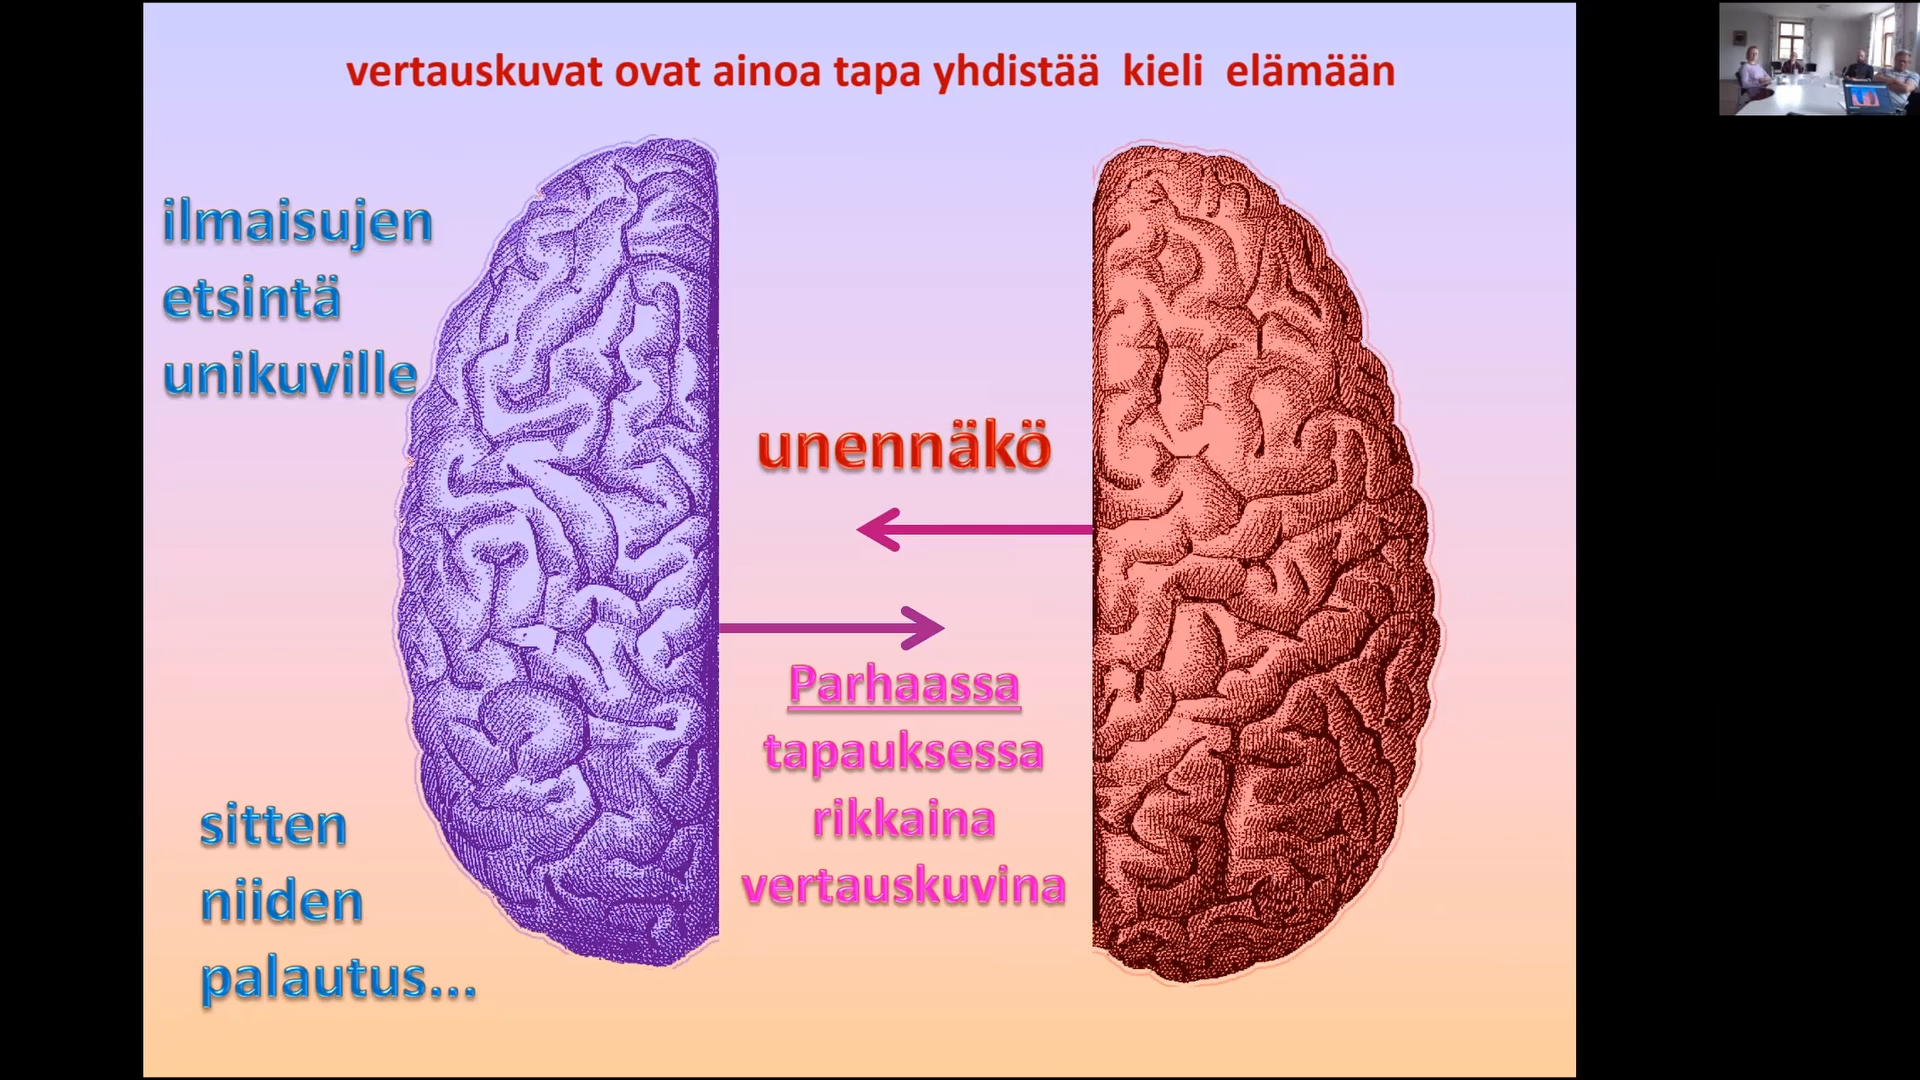 vertauskuvat ovat ainoa tapa yhdistää kieli elämään
ilmaisujen
etsintä
unikuville
unennäkö
Parhaassa
tapauksessa
rikkaina
vertauskuvina
sitten
niiden
palautus...